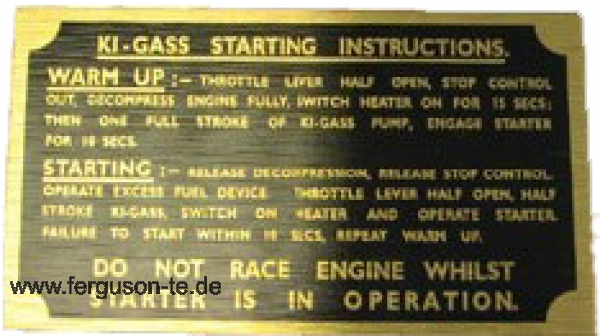 KI-GASS STARTING INSTRUCTIONS.
WARM UP :- THROTTLE LEVER HALF OPEN, STOP CONTROL
OUT, DECOMPRESS ENGINE FULLY, SWITCH HEATER ON FOR 15 SECS:
THEN ONE FULL STROKE OF KI-GASS PUMP, ENGAGE STARTER
FOR 10 SECS.
STARTING :- RELEASE DECOMPRESSION, RELEASE STOP CONTROL,
OPERATE EXCESS FUEL DEVICE THROTTLE LEVER HALF OPEN, HALF
STROKE KI-GASS, SWITCH ON HEATER AND OPERATE STARTER.
FAILURE TO START WITHIN 10 SECS, REPEAT WARM UP.
DO NOT RACE ENGINE WHILST
www.ferguson-te.de
STARTER IS IN OPERATION.